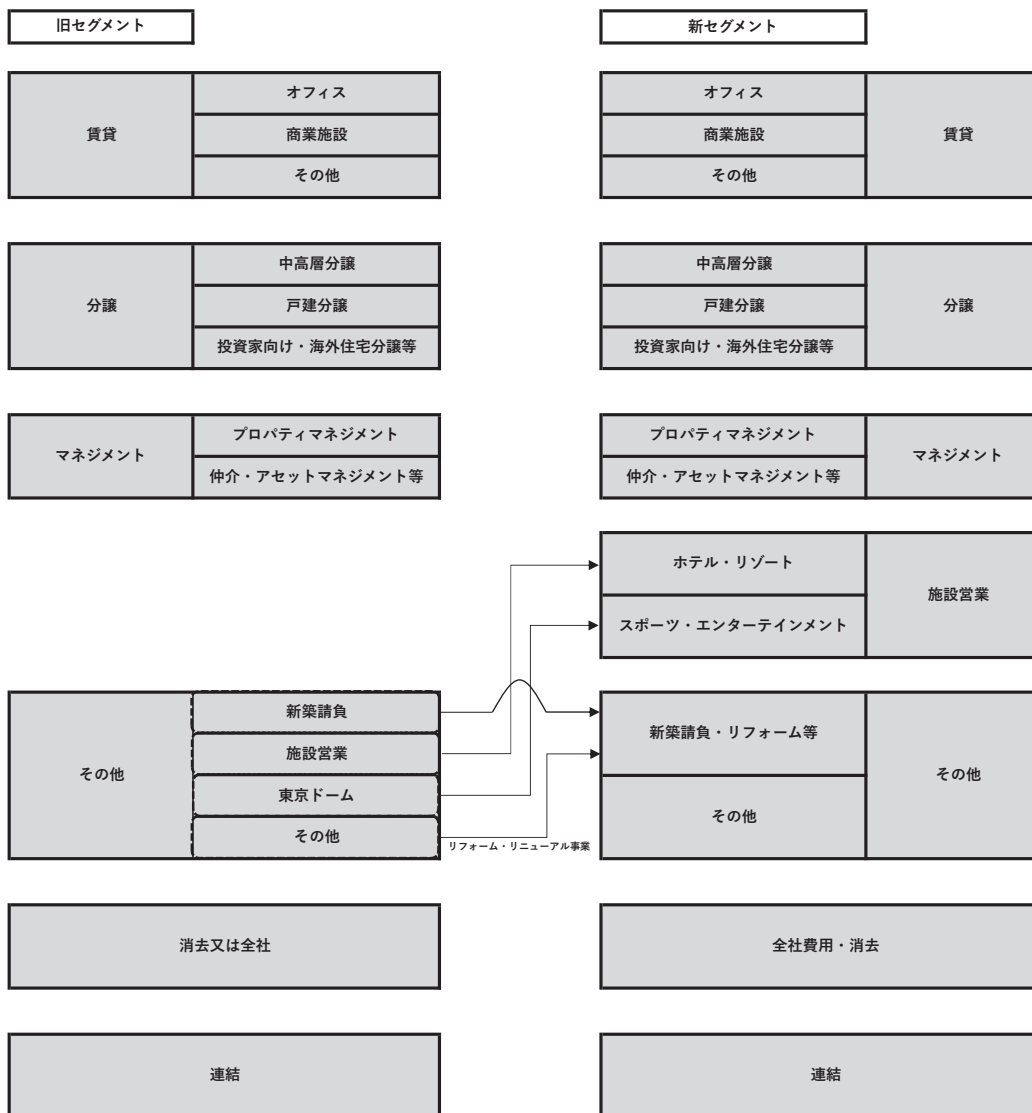 旧セグメント
新セグメント
賃貸
オフィス
商業施設
その他
オフィス
商業施設
その他
賃貸
分譲
中高層分譲
戸建分譲
投資家向け・海外住宅分譲等
中高層分譲
戸建分譲
投資家向け・海外住宅分譲等
分譲
マネジメント
プロパティマネジメント
仲介・アセットマネジメント等
プロパティマネジメント
仲介・アセットマネジメント等
マネジメント
ホテル・リゾート
スポーツ・エンターテインメント
施設営業
その他
新築請負
施設営業
東京ドーム
その他
リフォーム・リニューアル事業
新築請負・リフォーム等
その他
その他
消去又は全社
全社費用・消去
連結
連結